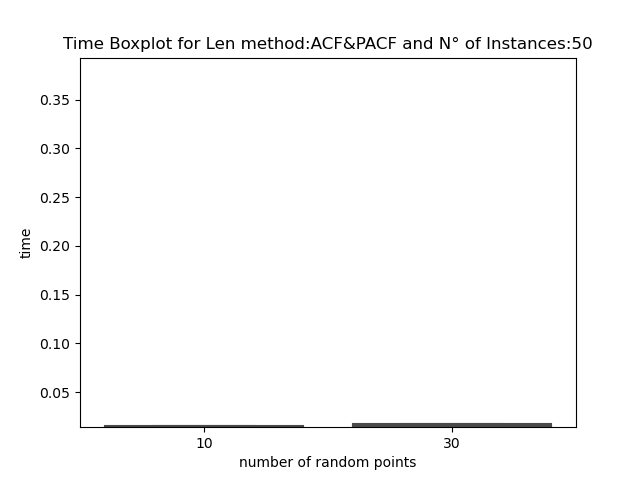 Time Boxplot for Len method:ACF&PACF and N° of Instances:50
0.35
0.30
0.25
0.20
0.15
0.10
0.05
time
10 30
number of random points